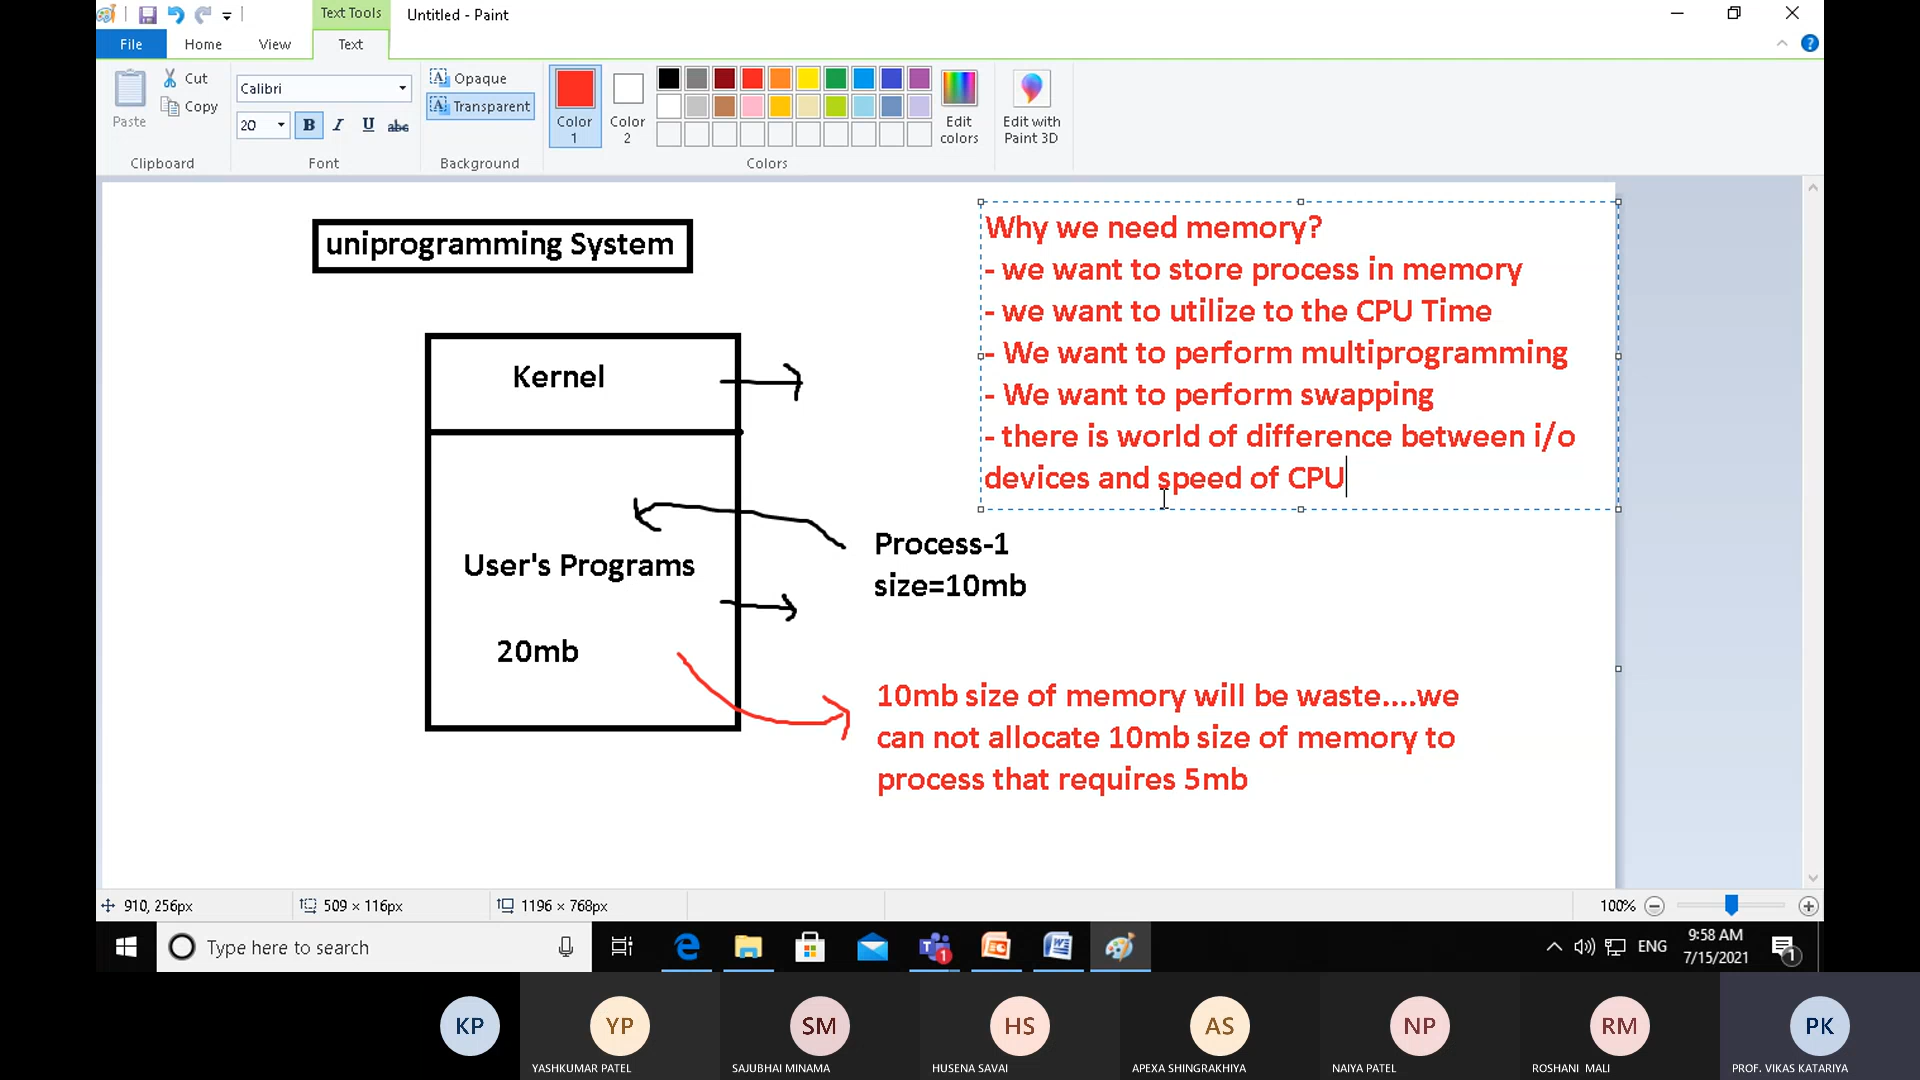 Text Tools
Untitled - Paint
File
Home
View
Text
Paste
Cut
Copy
Clipboard
Calibri
20
B
I
U
abc
Font
A Opaque
A Transparent
Background
Color
1
Color
2
Colors
Edit
colors
Edit with
Paint 3D
uniprogramming System
Kernel
User's Programs
20mb
Why we need memory?
- we want to store process in memory
- we want to utilize to the CPU Time
- We want to perform multiprogramming
- We want to perform swapping
- there is world of difference between i/o
devices and speed of CPU
Process-1
size=10mb
10mb size of memory will be waste....we
can not allocate 10mb size of memory to
process that requires 5mb
910, 256px
509 × 116px
1196 × 768px
100%
Type here to search
1
ENG
9:58 AM
7/15/2021
1
KP
YP
YASHKUMAR PATEL
SM
SAJUBHAI MINAMA
HS
HUSENA SAVAI
AS
APEXA SHINGRAKHIYA
NP
NAIYA PATEL
RM
ROSHANI MALI
PK
PROF. VIKAS KATARIYA